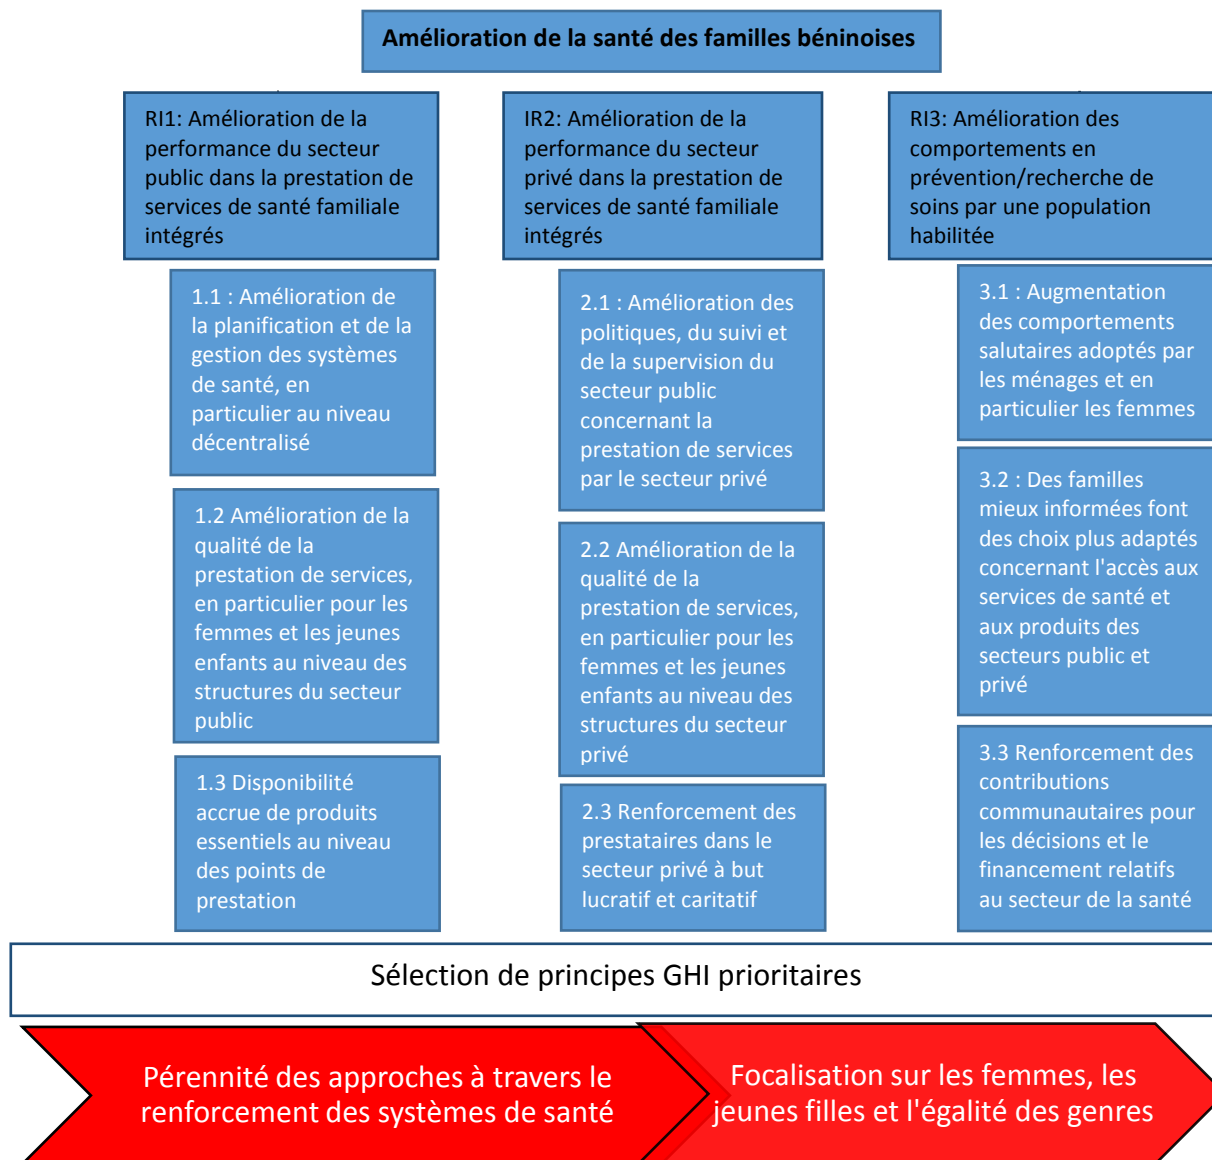 Amélioration de la santé des familles béninoises
RI1: Amélioration de la
performance du secteur
public dans la prestation de
services de santé familiale
intégrés
1.1 : Amélioration de
la planification et de la
gestion des systèmes
de santé, en
particulier au niveau
décentralisé
1.2 Amélioration de la
qualité de la
prestation de services,
en particulier pour les
femmes et les jeunes
enfants au niveau des
structures du secteur
public
1.3 Disponibilité
accrue de produits
essentiels au niveau
des points de
prestation
IR2: Amélioration de la
performance du secteur
privé dans la prestation de
services de santé familiale
intégrés
2.1 : Amélioration des
politiques, du suivi et
de la supervision du
secteur public
concernant la
prestation de services
par le secteur privé
2.2 Amélioration de la
qualité de la
prestation de services,
en particulier pour les
femmes et les jeunes
enfants au niveau des
structures du secteur
privé
2.3 Renforcement des
prestataires dans le
secteur privé à but
lucratif et caritatif
RI3: Amélioration des
comportements en
prévention/recherche de
soins par une population
habilitée
3.1 : Augmentation
des comportements
salutaires adoptés par
les ménages et en
particulier les femmes
3.2 : Des familles
mieux informées font
des choix plus adaptés
concernant l'accès aux
services de santé et
aux produits des
secteurs public et
privé
3.3 Renforcement des
contributions
communautaires pour
les décisions et le
financement relatifs
au secteur de la santé
Sélection de principes GHI prioritaires
Pérennité des approches à travers le
renforcement des systèmes de santé
Focalisation sur les femmes, les
jeunes filles et l'égalité des genres